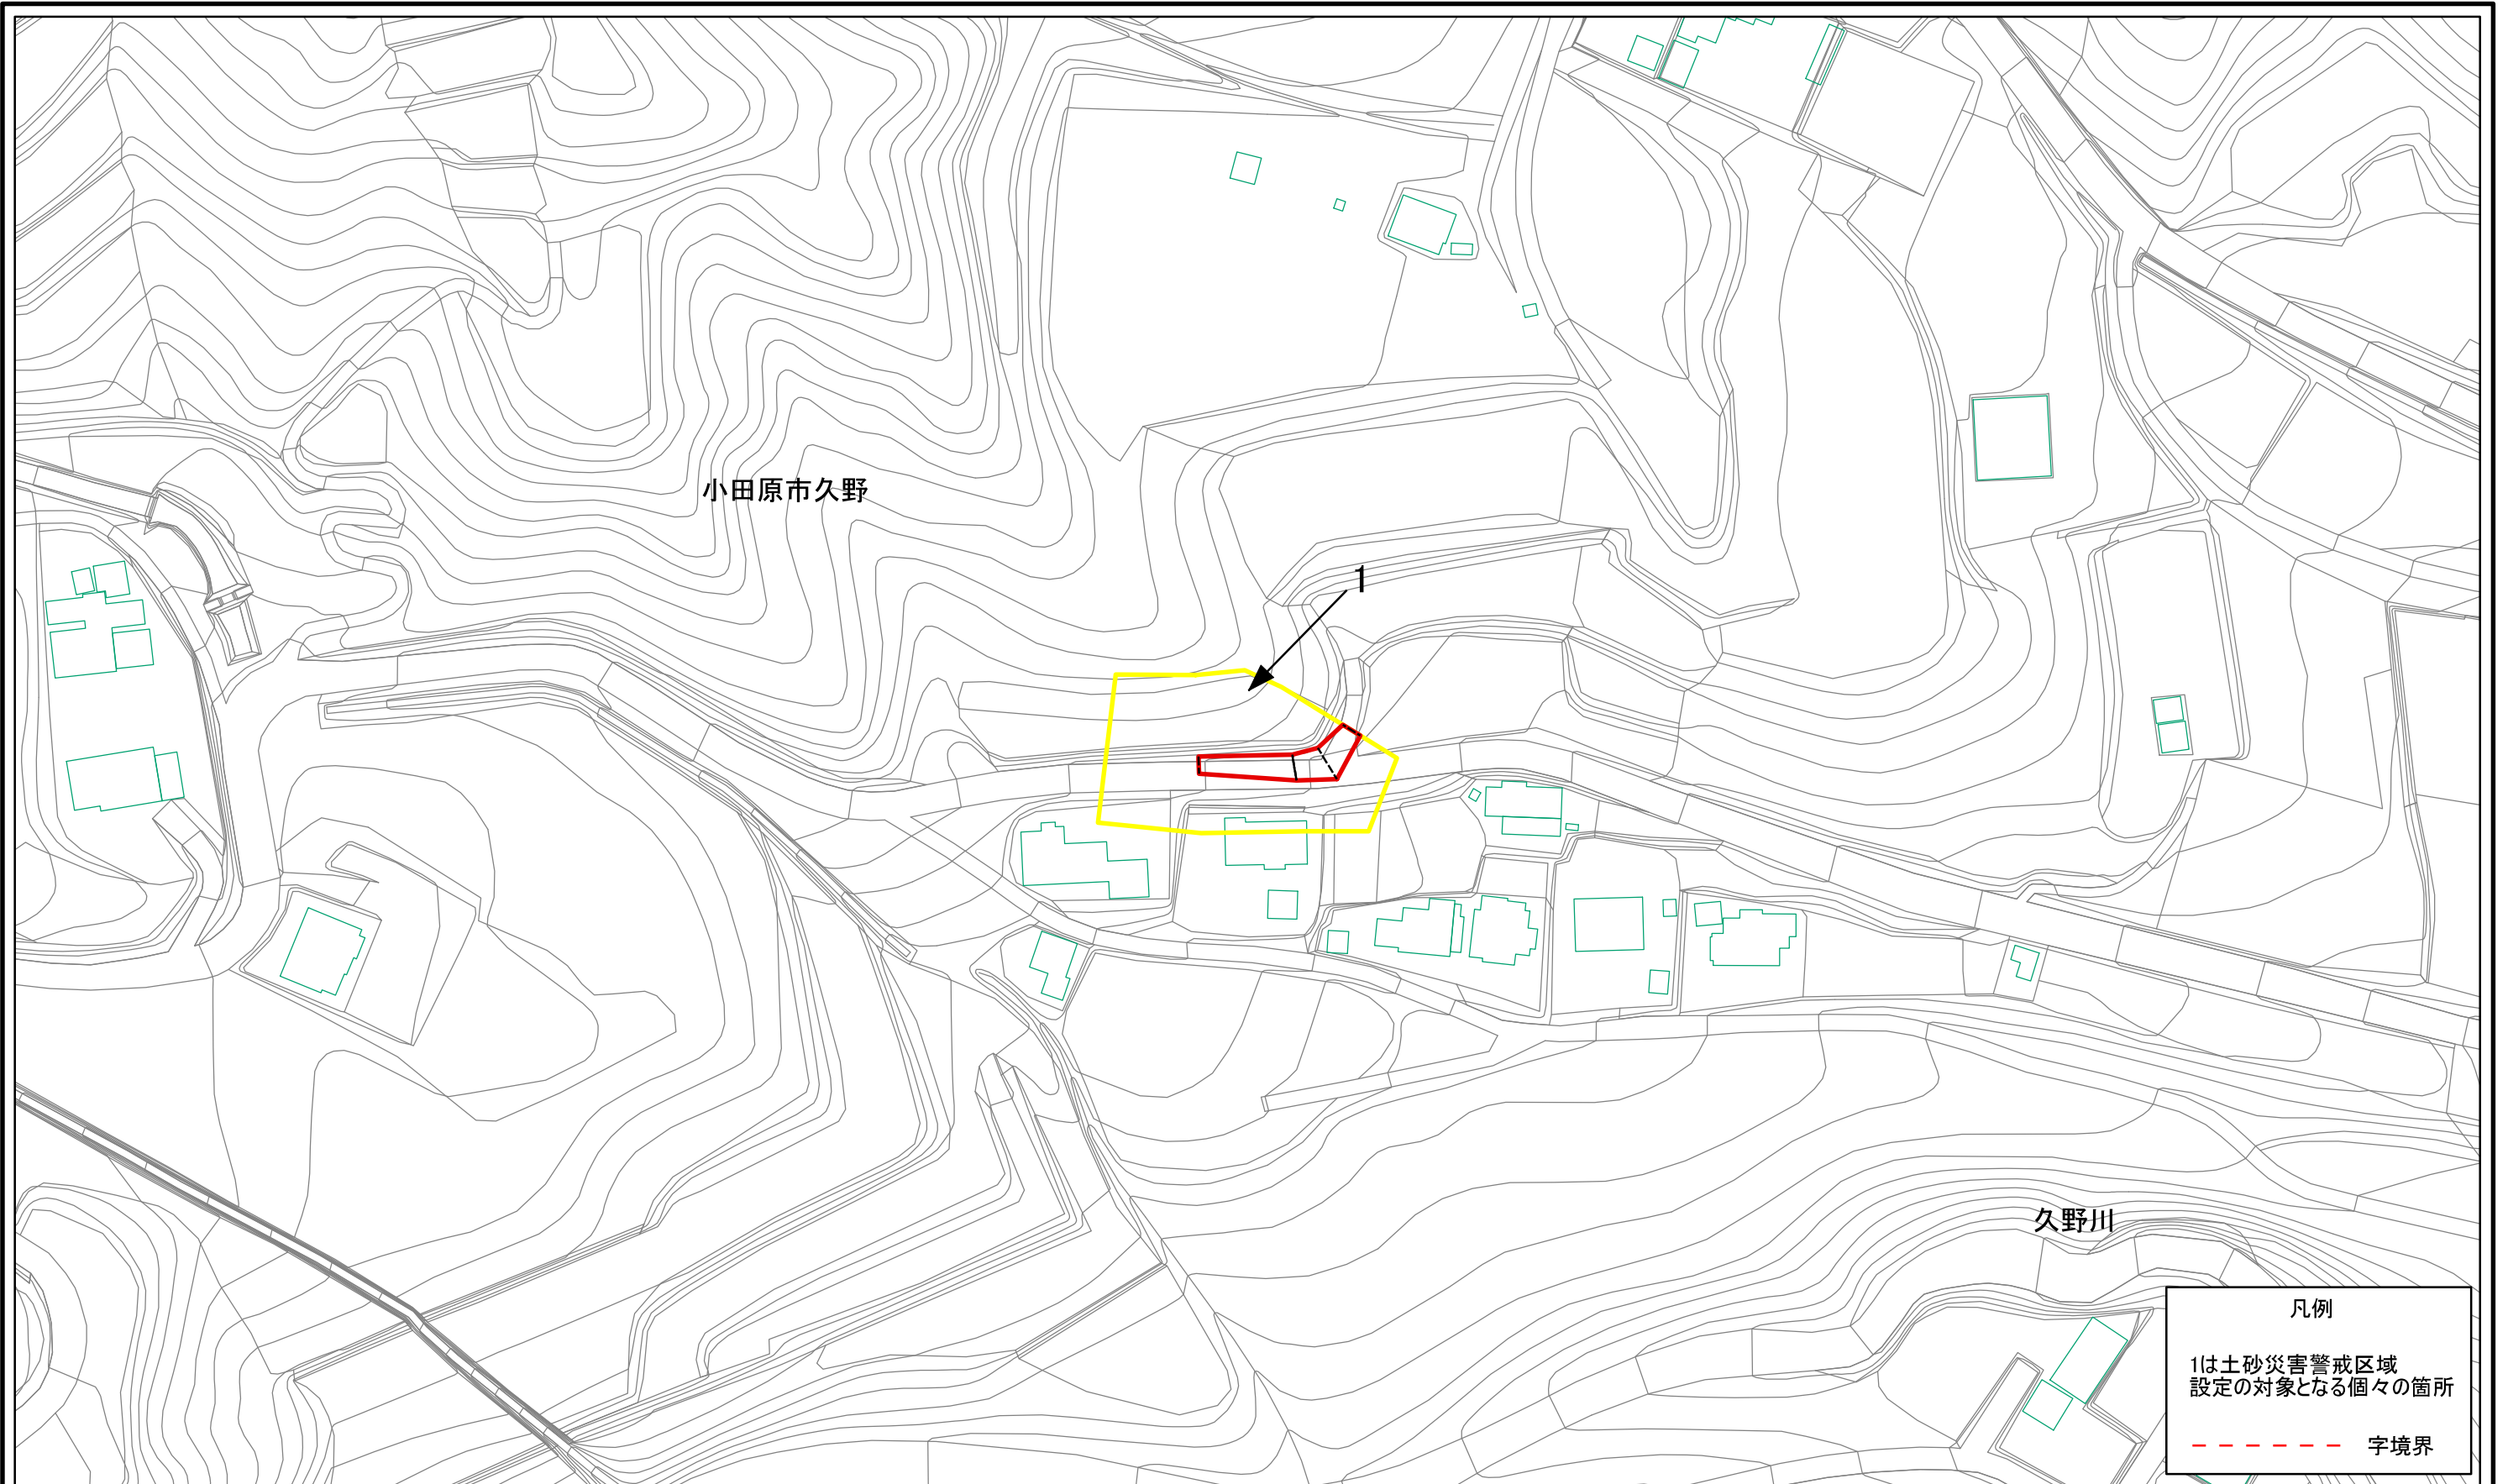 小田原市久野
1
久野川
凡例
1は土砂災害警戒区域
設定の対象となる個々の箇所
字境界